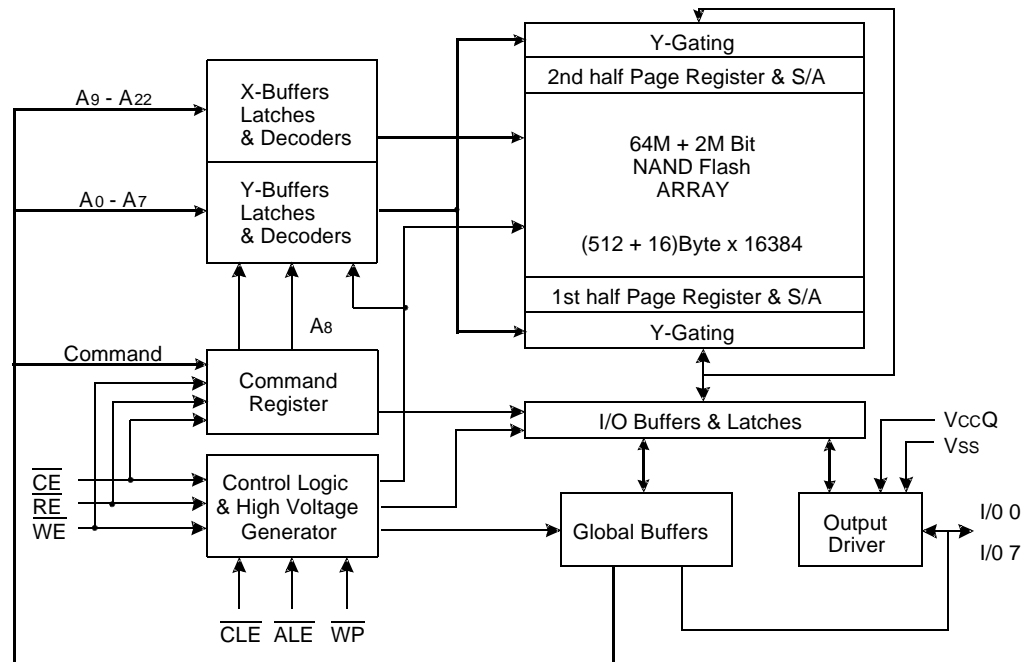 Y-Gating
2nd half Page Register & S/A
A9 - A22
X-Buffers
Latches
& Decoders
64M + 2M Bit
NAND Flash
ARRAY
A0 - A7
Y-Buffers
Latches
& Decoders
(512 + 16)Byte x 16384
1st half Page Register & S/A
A8
Y-Gating
Command
Command
Register
I/O Buffers & Latches
VCCQ
VSS
CE
RE
WE
Control Logic
& High Voltage
Generator
Global Buffers
Output
Driver
I/0 0
I/0 7
CLE ALE WP